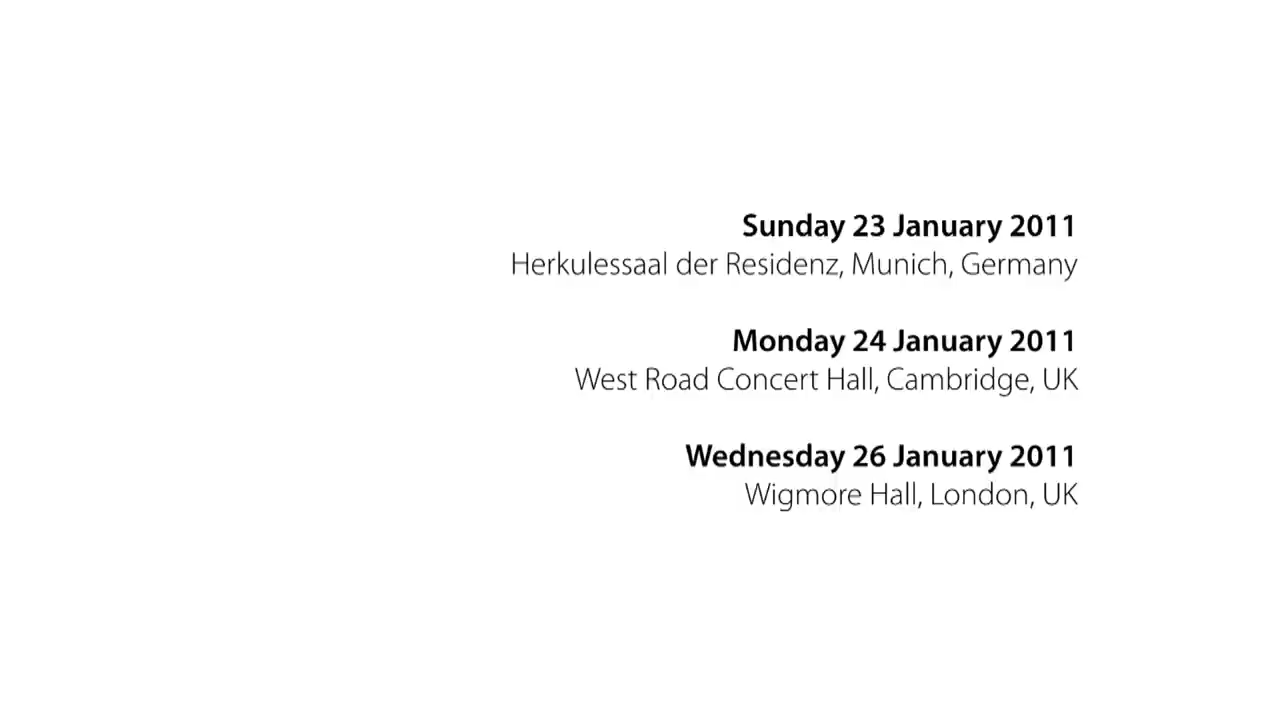 Sunday 23 January 2011
Herkulessaal der Residenz, Munich, Germany
Monday 24 January 2011
West Road Concert Hall, Cambridge, UK
Wednesday 26 January 2011
Wigmore Hall, London, UK